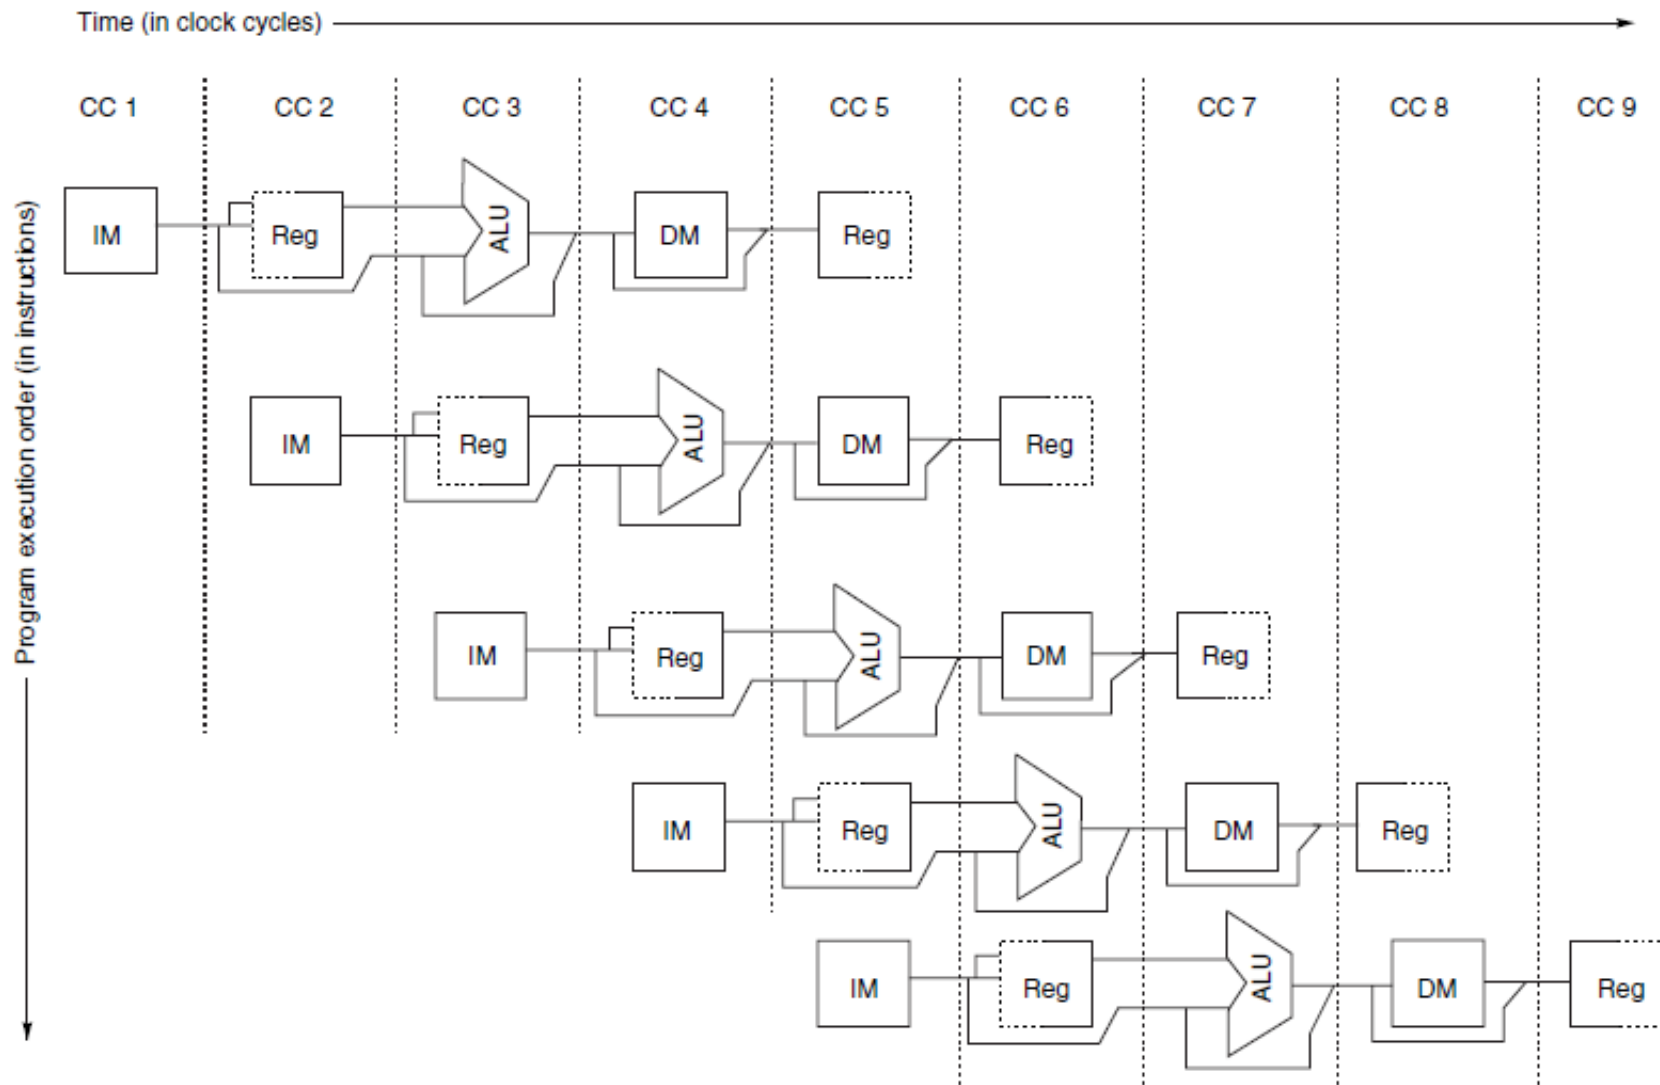 Time (in clock cycles)
CC 1 CC 2 CC 3 CC 4 CC 5 CC 6 CC 7 CC 8 CC 9
Program execution order (in instructions)
IM Reg ALU DM Reg
IM Reg ALU DM Reg
IM Reg ALU DM Reg
IM Reg ALU DM Reg
IM Reg ALU DM Reg